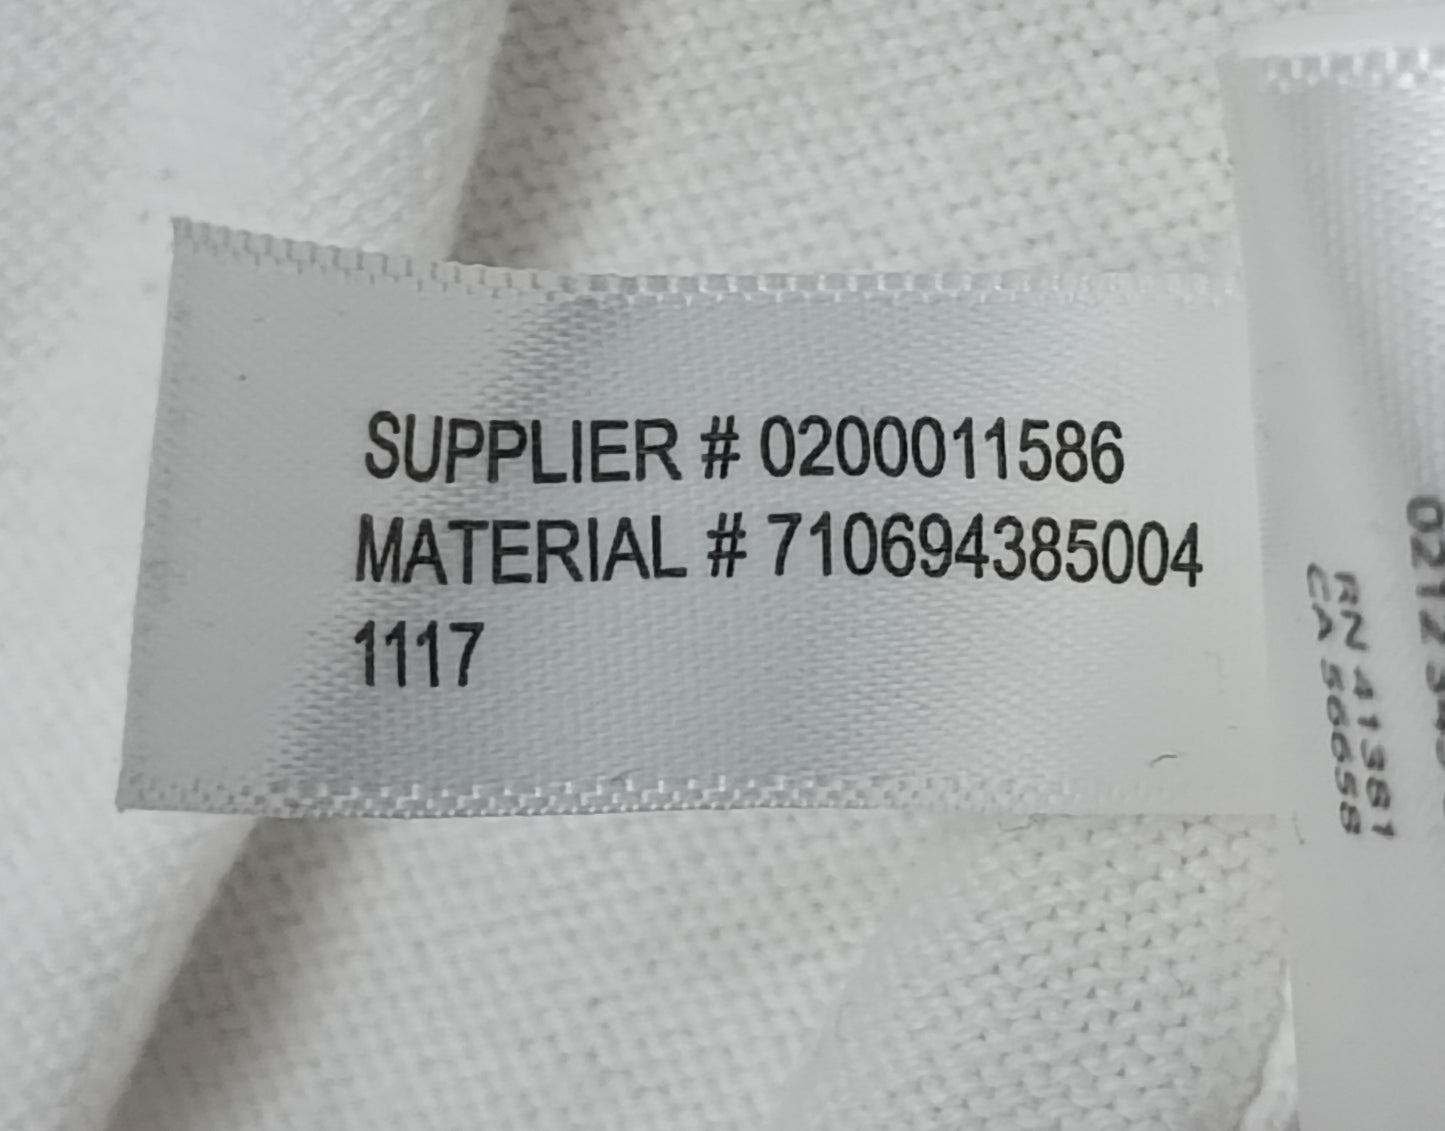 SUPPLIER # 0200011586
MATERIAL # 710694385004
1117
RN 41381
CA 56658